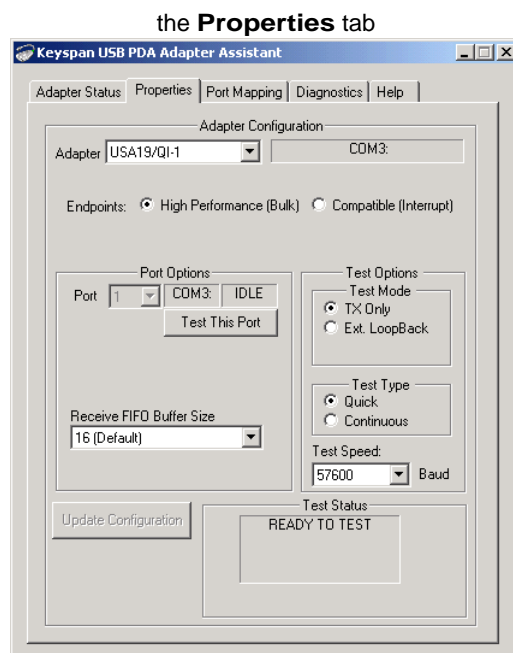 the Properties tab
Keyspan USB PDA Adapter Assistant
Adapter Status Properties Port Mapping Diagnostics Help
Adapter Configuration
Adapter USA19/QI-1 COM3:
Endpoints: High Performance (Bulk) Compatible (Interrupt)
Port Options
Port 1 COM3: IDLE
Test This Port
Receive FIFO Buffer Size
16 (Default)
Test Options
Test Mode
TX Only
Ext. LoopBack
Test Type
Quick
Continuous
Test Speed:
57600 Baud
Update Configuration
Test Status
READY TO TEST